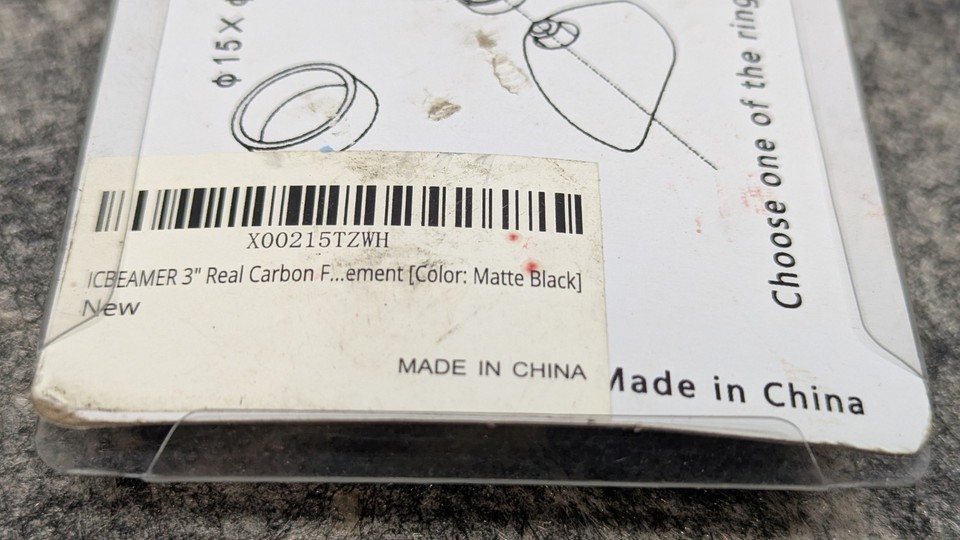 ϕ15X ϕ
Choose one of the ring
X00215TZWH
ICBEAMER 3" Real Carbon F...ement [Color: Matte Black]
New
MADE IN CHINA
Made in China